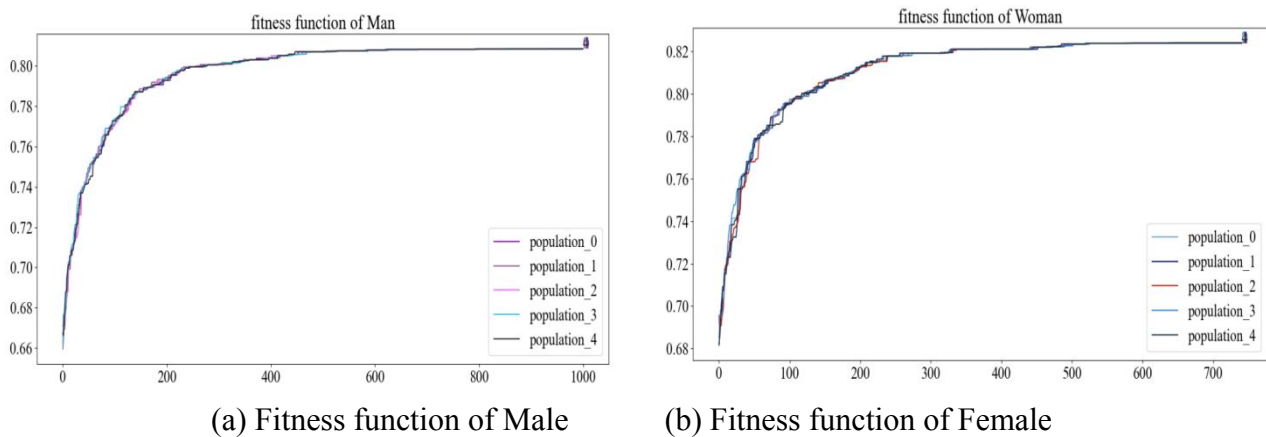 fitness function of Man
0.80
0.78
0.76
0.74
0.72
0.70
0.68
0.66
0
200
400
600
800
1000
population_0
population_1
population_2
population_3
population_4
(a) Fitness function of Male
fitness function of Woman
0.82
0.80
0.78
0.76
0.74
0.72
0.70
0.68
0
100
200
300
400
500
600
700
population_0
population_1
population_2
population_3
population_4
(b) Fitness function of Female